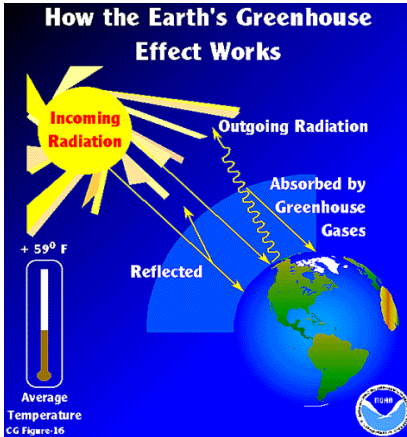 How the Earth's Greenhouse
Effect Works
Incoming
Radiation
Outgoing Radiation
Absorbed by
Greenhouse
Gases
+ 59⁰ F
Reflected
Average
Temperature
CG Figure-16
NOAA